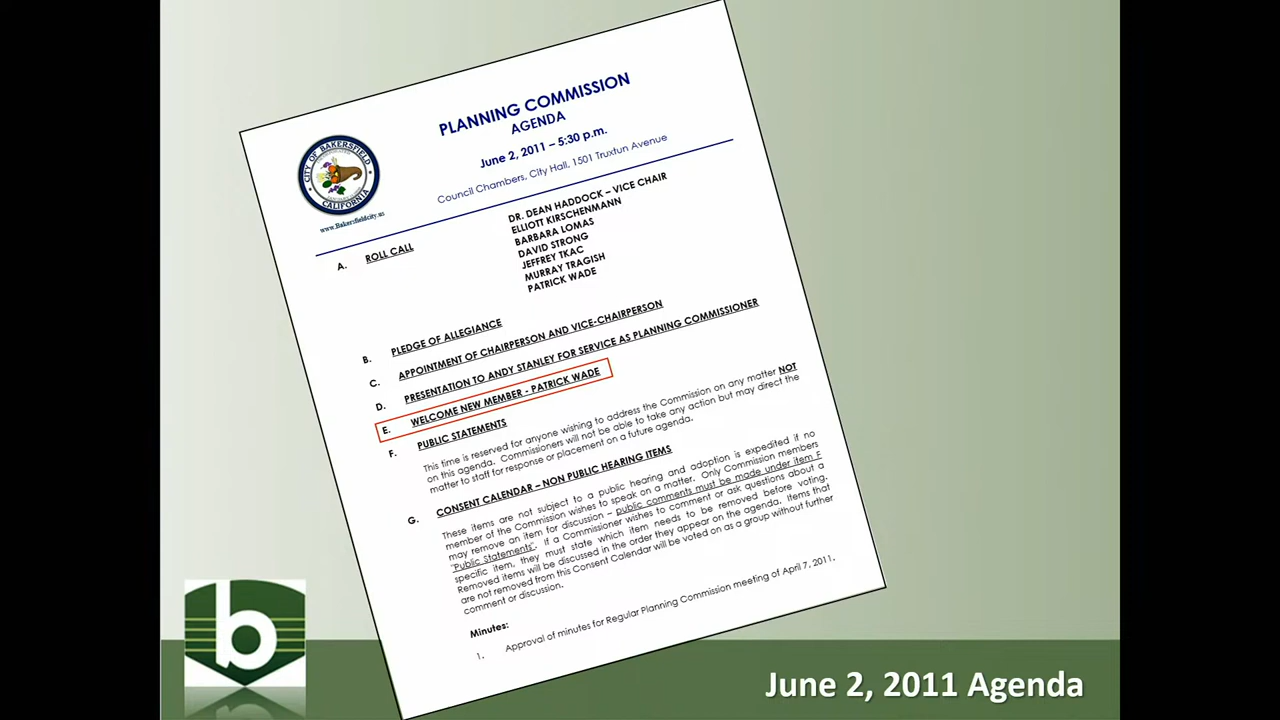 PLANNING COMMISSION
AGENDA
June 2, 2011 – 5:30 p.m.
Council Chambers, City Hall, 1501 Truxtun Avenue
CITY OF BAKERSFIELD
CALIFORNIA
www.Bakersfieldcity.us
A. ROLL CALL
DR. DEAN HADDOCK – VICE CHAIR
ELLIOTT KIRSCHENMANN
BARBARA LOMAS
DAVID STRONG
JEFFREY TKAC
MURRAY TRAGISH
PATRICK WADE
B. PLEDGE OF ALLEGIANCE
C. APPOINTMENT OF CHAIRPERSON AND VICE-CHAIRPERSON
D. PRESENTATION TO ANDY STANLEY FOR SERVICE AS PLANNING COMMISSIONER
E. WELCOME NEW MEMBER - PATRICK WADE
F. PUBLIC STATEMENTS
This time is reserved for anyone wishing to address the Commission on any matter NOT
on this agenda. Commissioners will not be able to take any action but may direct the
matter to staff for response or placement on a future agenda.
G. CONSENT CALENDAR – NON PUBLIC HEARING ITEMS
These items are not subject to a public hearing and adoption is expedited if no
member of the Commission wishes to speak on a matter. Only Commission members
may remove an item for discussion – public comments must be made under item F
"Public Statements". If a Commissioner wishes to comment or ask questions about a
specific item, they must state which item needs to be removed before voting.
Removed items will be discussed in the order they appear on the agenda. Items that
are not removed from this Consent Calendar will be voted on as a group without further
comment or discussion.
Minutes:
1. Approval of minutes for Regular Planning Commission meeting of April 7, 2011.
b
June 2, 2011 Agenda